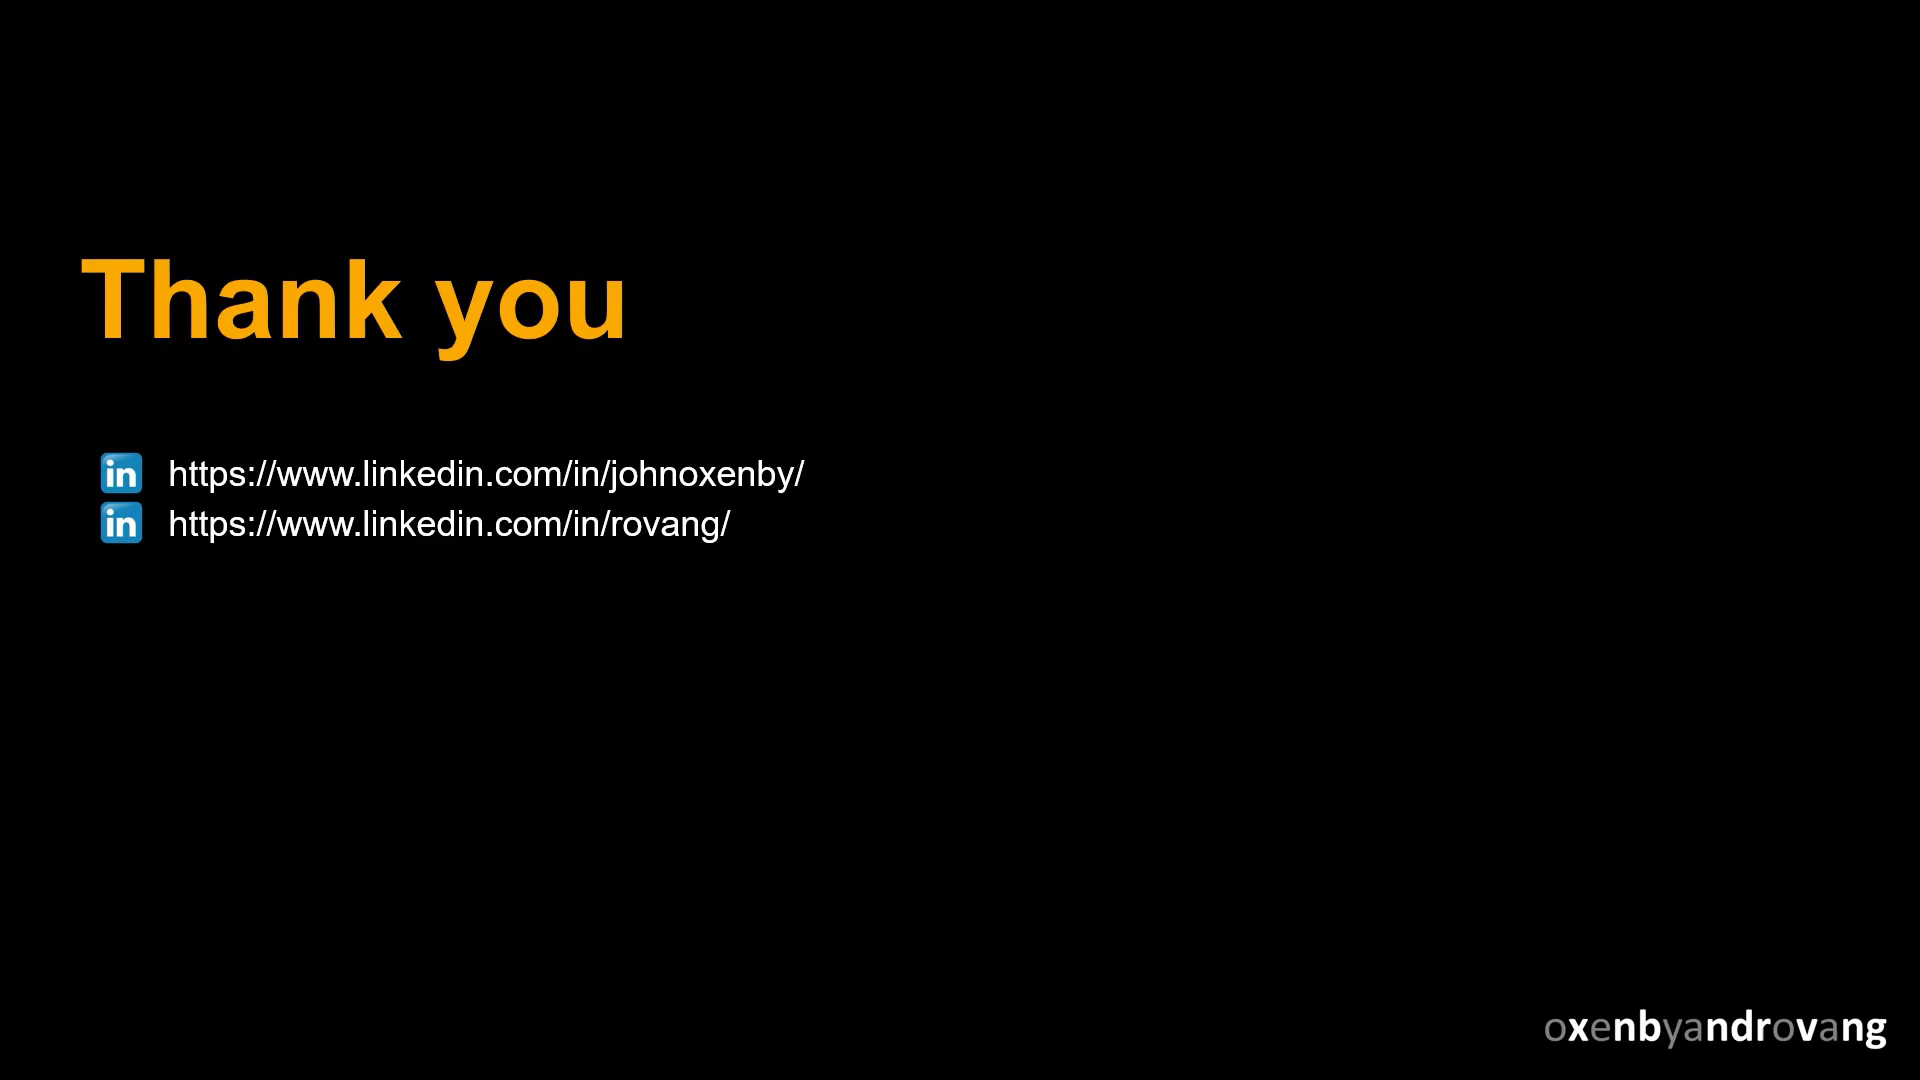 Thank you
in https://www.linkedin.com/in/johnoxenby/
in https://www.linkedin.com/in/rovang/
oxenbyandrovang